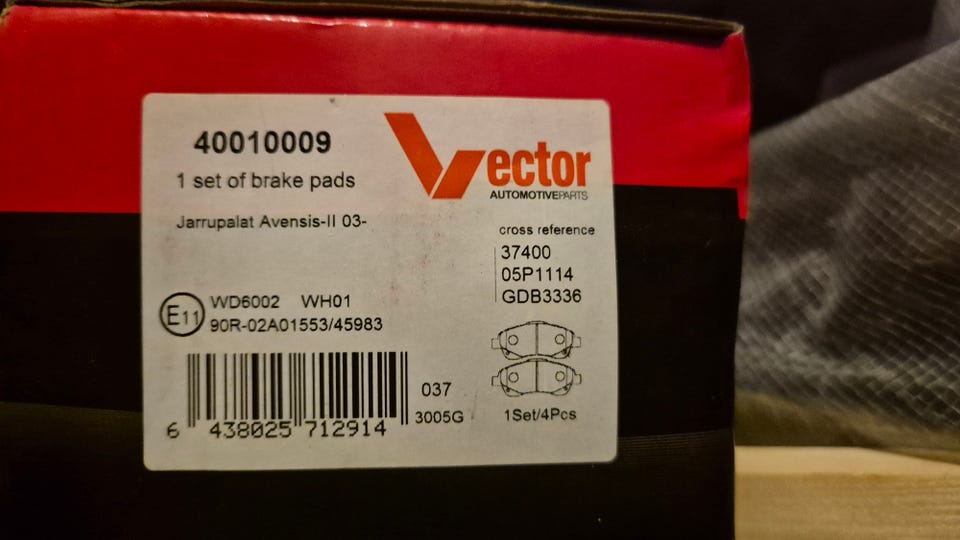 40010009
1 set of brake pads
Jarrupalat Avensis-II 03-
Vector
AUTOMOTIVEPARTS
cross reference
37400
05P1114
GDB3336
E11
WD6002 WH01
90R-02A01553/45983
6 438025 712914
037
3005G
1Set/4Pcs